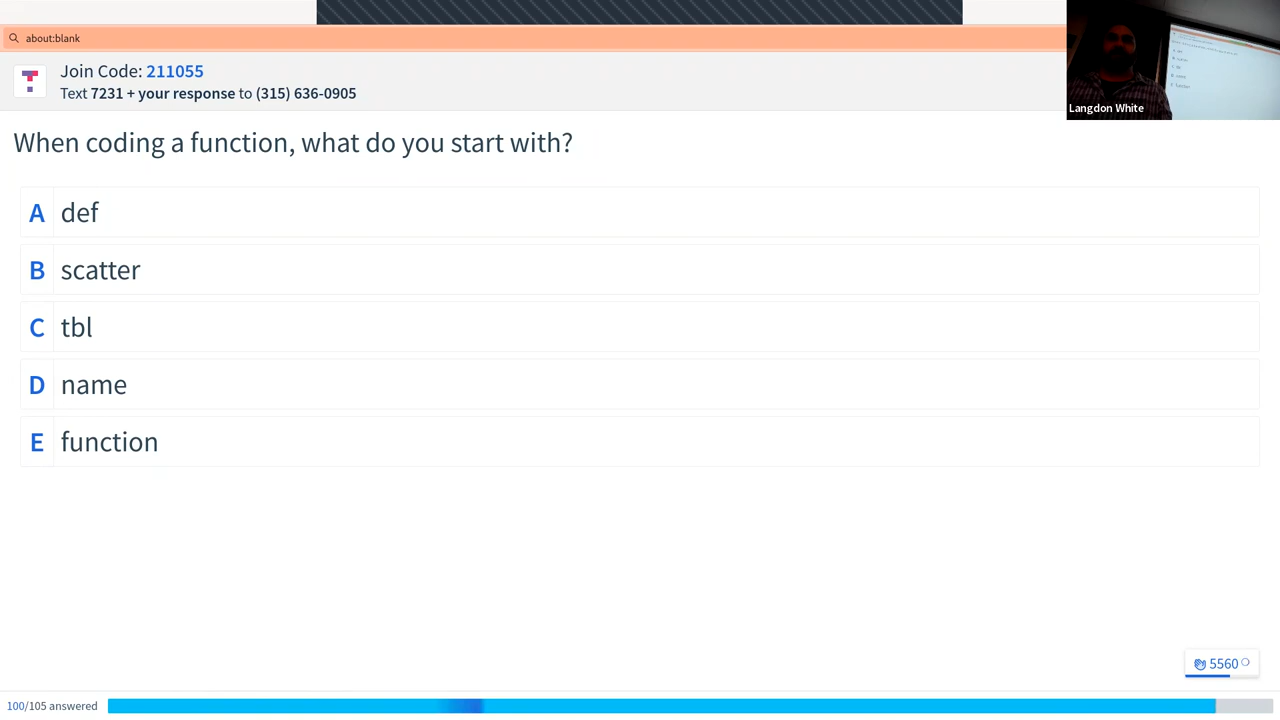 about:blank
Join Code: 211055
Text 7231 + your response to (315) 636-0905
Langdon White
When coding a function, what do you start with?
A def
B scatter
C tbl
D name
E function
5560
100/105 answered